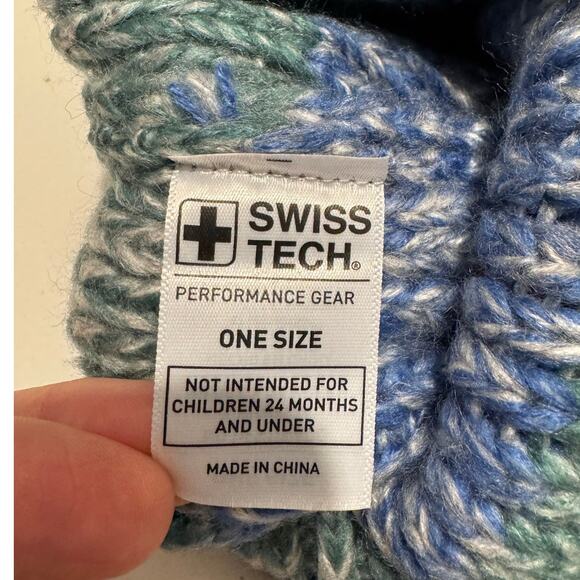 SWISS
TECH®
PERFORMANCE GEAR
ONE SIZE
NOT INTENDED FOR
CHILDREN 24 MONTHS
AND UNDER
MADE IN CHINA